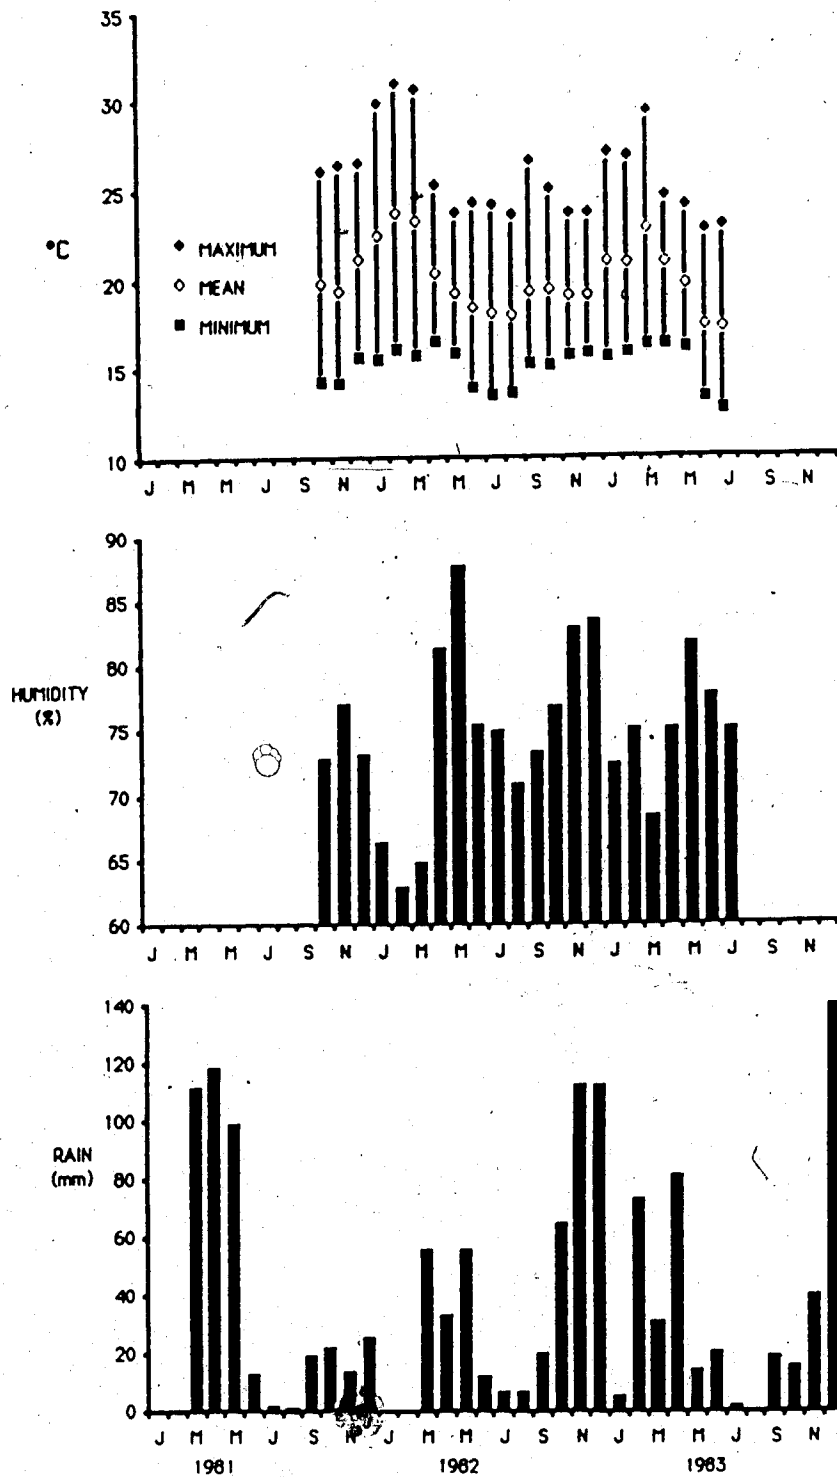 35
30
25
°C
20
15
10
◆ MAXIMUM
◇ MEAN
■ MINIMUM
J M M J S N J M M J S N J M M J S N
90
85
80
HUMIDITY
(%)
75
70
65
60
J M M J S N J M M J S N J M M J S N
140
120
100
RAIN
(mm)
80
60
40
20
0
J M M J S N J M M J S N J M M J S N
1981 1982 1983